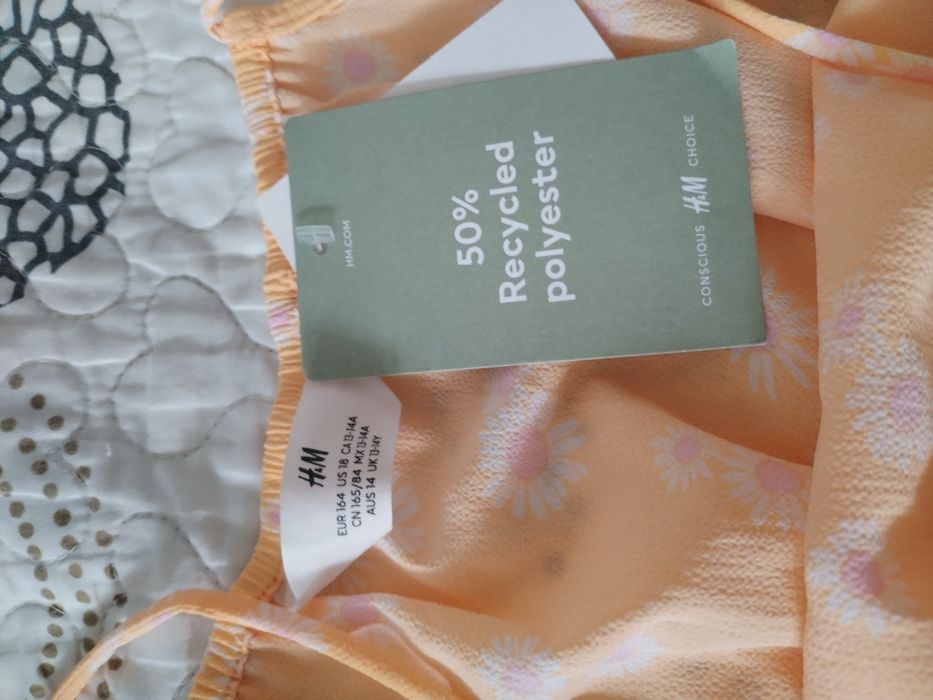 HM.COM
50%
Recycled
polyester
CONSCIOUS H&M CHOICE
H&M
EUR 164 US 18 CA 13-14A
CN 165/84 MX 13-14A
AUS 14 UK 13-14Y